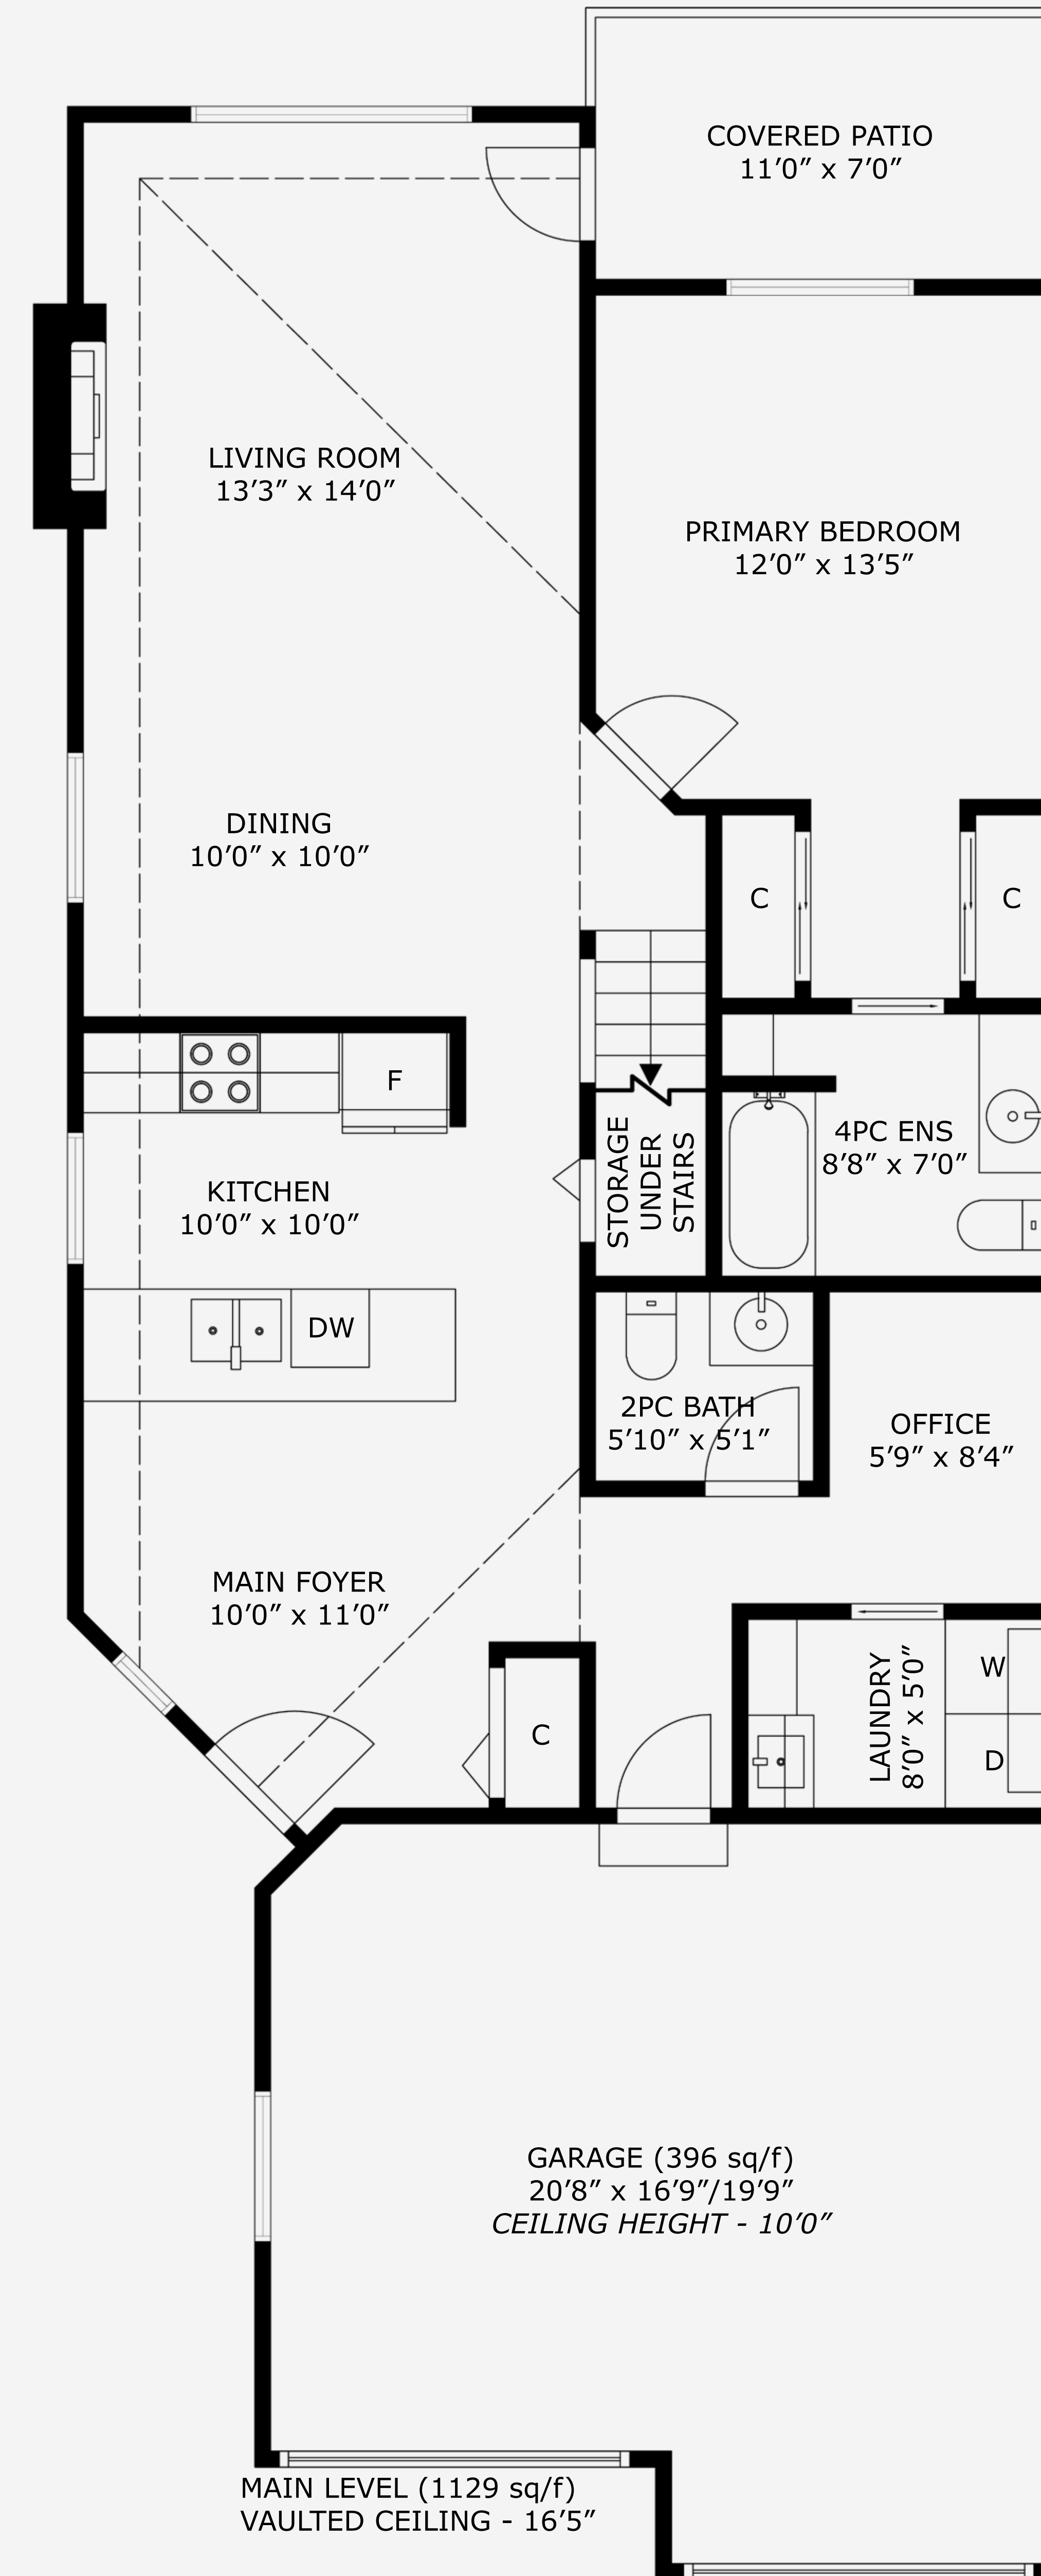 COVERED PATIO
11’0” x 7’0”
LIVING ROOM
13’3” x 14’0”
PRIMARY BEDROOM
12’0” x 13’5”
DINING
10’0” x 10’0”
C
C
F
4PC ENS
8’8” x 7’0”
STORAGE
UNDER
STAIRS
KITCHEN
10’0” x 10’0”
DW
2PC BATH
5’10” x 5’1”
OFFICE
5’9” x 8’4”
MAIN FOYER
10’0” x 11’0”
C
LAUNDRY
8’0” x 5’0”
W
D
GARAGE (396 sq/f)
20’8” x 16’9”/19’9”
CEILING HEIGHT - 10’0”
MAIN LEVEL (1129 sq/f)
VAULTED CEILING - 16’5”